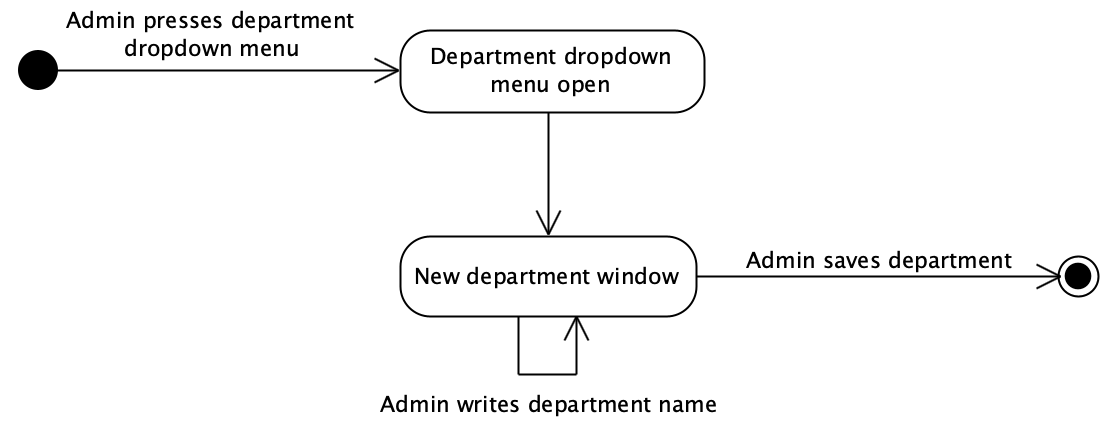 Admin presses department
dropdown menu
Department dropdown
menu open
New department window
Admin saves department
Admin writes department name